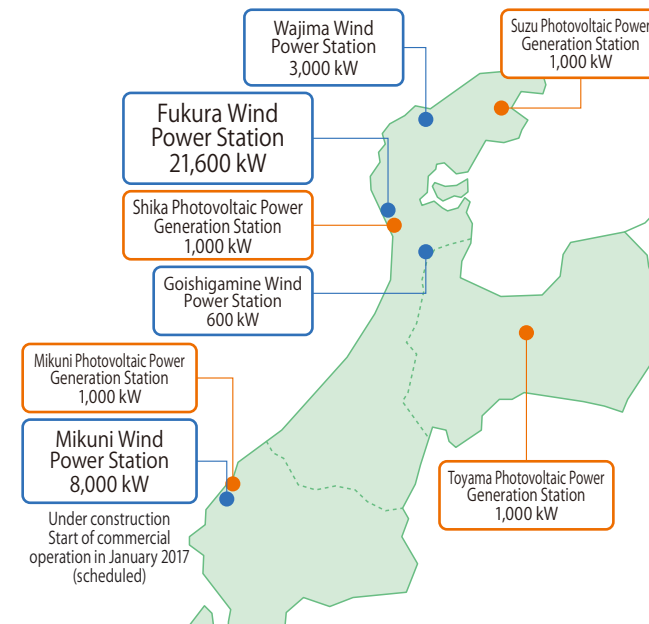 Wajima Wind
Power Station
3,000 kW
Suzu Photovoltaic Power
Generation Station
1,000 kW
Fukura Wind
Power Station
21,600 kW
Shika Photovoltaic Power
Generation Station
1,000 kW
Goishigamine Wind
Power Station
600 kW
Mikuni Photovoltaic Power
Generation Station
1,000 kW
Mikuni Wind
Power Station
8,000 kW
Under construction
Start of commercial
operation in January 2017
(scheduled)
Toyama Photovoltaic Power
Generation Station
1,000 kW